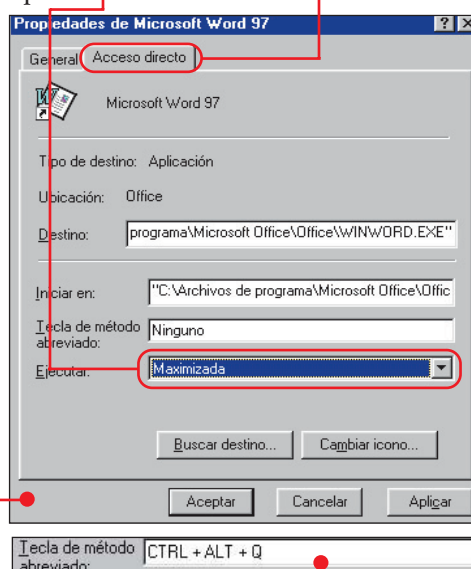 Propiedades de Microsoft Word 97
General Acceso directo
Microsoft Word 97
Tipo de destino: Aplicación
Ubicación: Office
Destino: programa\Microsoft Office\Office\WINWORD.EXE"
Iniciar en: "C:\Archivos de programa\Microsoft Office\Offic
Tecla de método abreviado: Ninguno
Ejecutar: Maximizada
Buscar destino... Cambiar icono...
Aceptar Cancelar Aplicar
Tecla de método abreviado: CTRL + ALT + Q